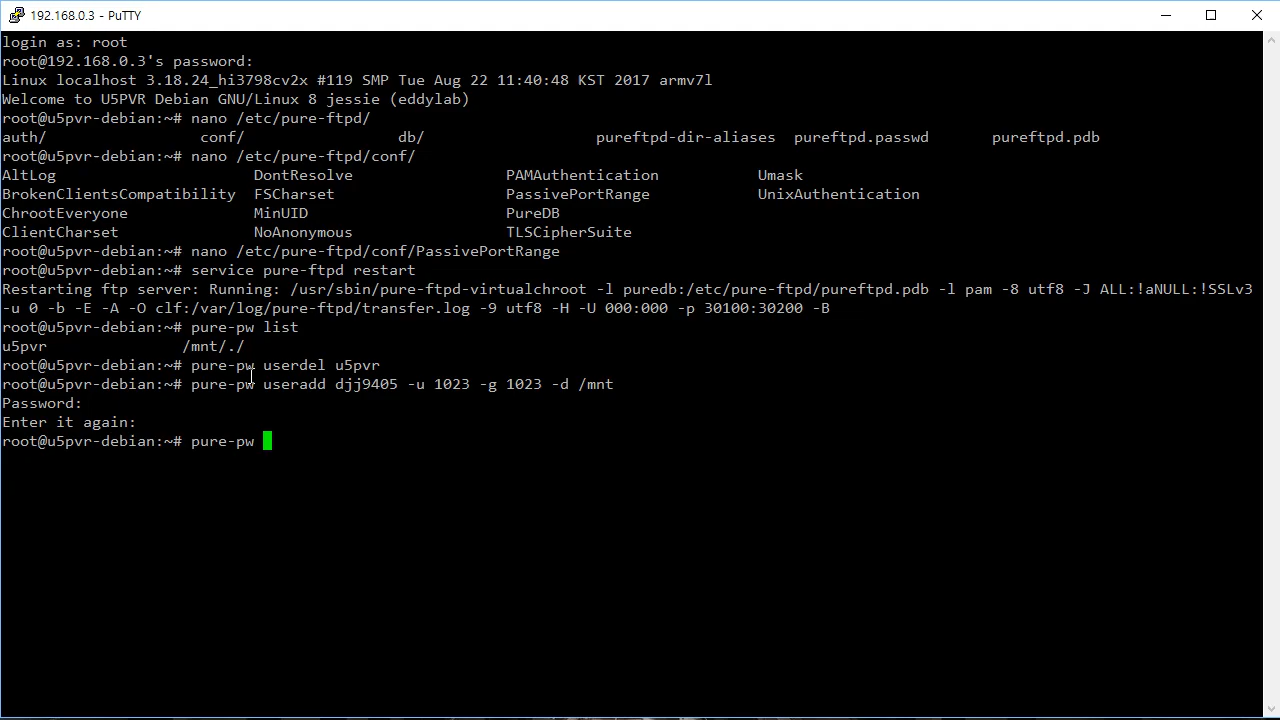 192.168.0.3 - PuTTY
login as: root
root@192.168.0.3's password:
Linux localhost 3.18.24_hi3798cv2x #119 SMP Tue Aug 22 11:40:48 KST 2017 armv7l
Welcome to U5PVR Debian GNU/Linux 8 jessie (eddylab)
root@u5pvr-debian:~# nano /etc/pure-ftpd/
auth/ conf/ db/ pureftpd-dir-aliases pureftpd.passwd pureftpd.pdb
root@u5pvr-debian:~# nano /etc/pure-ftpd/conf/
AltLog DontResolve PAMAuthentication Umask
BrokenClientsCompatibility FSCharset PassivePortRange UnixAuthentication
ChrootEveryone MinUID PureDB
ClientCharset NoAnonymous TLSCipherSuite
root@u5pvr-debian:~# nano /etc/pure-ftpd/conf/PassivePortRange
root@u5pvr-debian:~# service pure-ftpd restart
Restarting ftp server: Running: /usr/sbin/pure-ftpd-virtualchroot -l puredb:/etc/pure-ftpd/pureftpd.pdb -l pam -8 utf8 -J ALL:!aNULL:!SSLv3
-u 0 -b -E -A -O clf:/var/log/pure-ftpd/transfer.log -9 utf8 -H -U 000:000 -p 30100:30200 -B
root@u5pvr-debian:~# pure-pw list
u5pvr /mnt/./
root@u5pvr-debian:~# pure-pw userdel u5pvr
root@u5pvr-debian:~# pure-pw useradd djj9405 -u 1023 -g 1023 -d /mnt
Password:
Enter it again:
root@u5pvr-debian:~# pure-pw